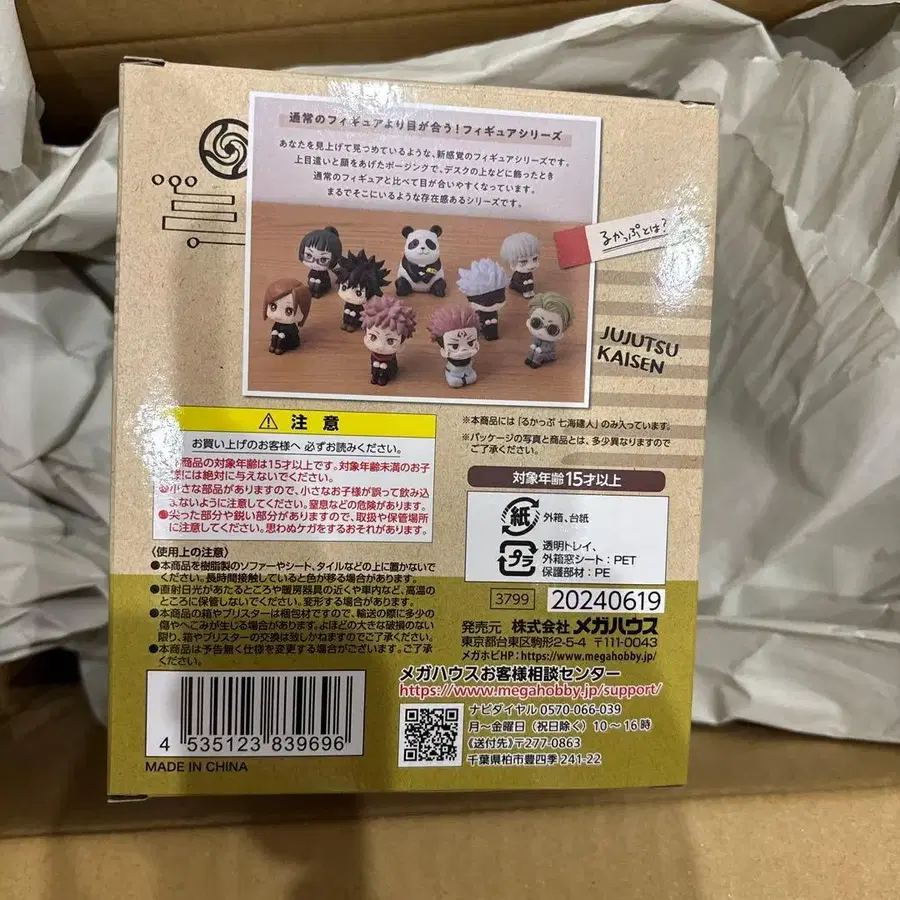 通常のフィギュアより目が合う！フィギュアシリーズ
あなたを見上げて見つめているような、新感覚のフィギュアシリーズです。
上目遣いと顔をあげたポージングで、デスクの上などに飾ったとき
通常のフィギュアと比べて目が合いやすくなっています。
まるでそこにいるような存在感あるシリーズです。
るかっぷとは？
JUJUTSU
KAISEN
注意
お買い上げのお客様へ 必ずお読みください。
商品の対象年齢は15才以上です。対象年齢未満のお子
様には絶対に与えないでください。
●小さな部品がありますので、小さなお子様が誤って飲み込
まないように注意してください。窒息などの危険があります。
●尖った部分や鋭い部分がありますので、取扱や保管場所
に注意してください。思わぬケガをするおそれがあります。
〈使用上の注意〉
●本商品を樹脂製のソファーやシート、タイルなどの上に置かないで
ください。長時間接触していると色が移る場合があります。
●直射日光があたるところや暖房器具の近くや車内など、高温の
ところに保管しないでください。変形する場合があります。
●本商品の箱やブリスターは梱包材ですので、輸送の際に多少の
傷やへこみが生じる場合があります。よほどの大きな破損のない
限り、箱やブリスターの交換は致しかねますのでご了承ください。
●本商品は予告無く仕様を変更する場合がございます。ご了
承ください。
4 535123 839696
MADE IN CHINA
※本商品には「るかっぷ 七海建人」のみ入っています。
※パッケージの写真と商品とは、多少異なりますので
ご了承ください。
対象年齢15才以上
紙
外箱、台紙
プラ
透明トレイ、
外箱窓シート：PET
保護部材：PE
3799 20240619
発売元 株式会社 メガハウス
東京都台東区駒形2-5-4 〒111-0043
メガホビHP：https://www.megahobby.jp/
メガハウスお客様相談センター
https://www.megahobby.jp/support/
ナビダイヤル 0570-066-039
月～金曜日（祝日除く）10～16時
〈送付先〉〒277-0863
千葉県柏市豊四季241-22